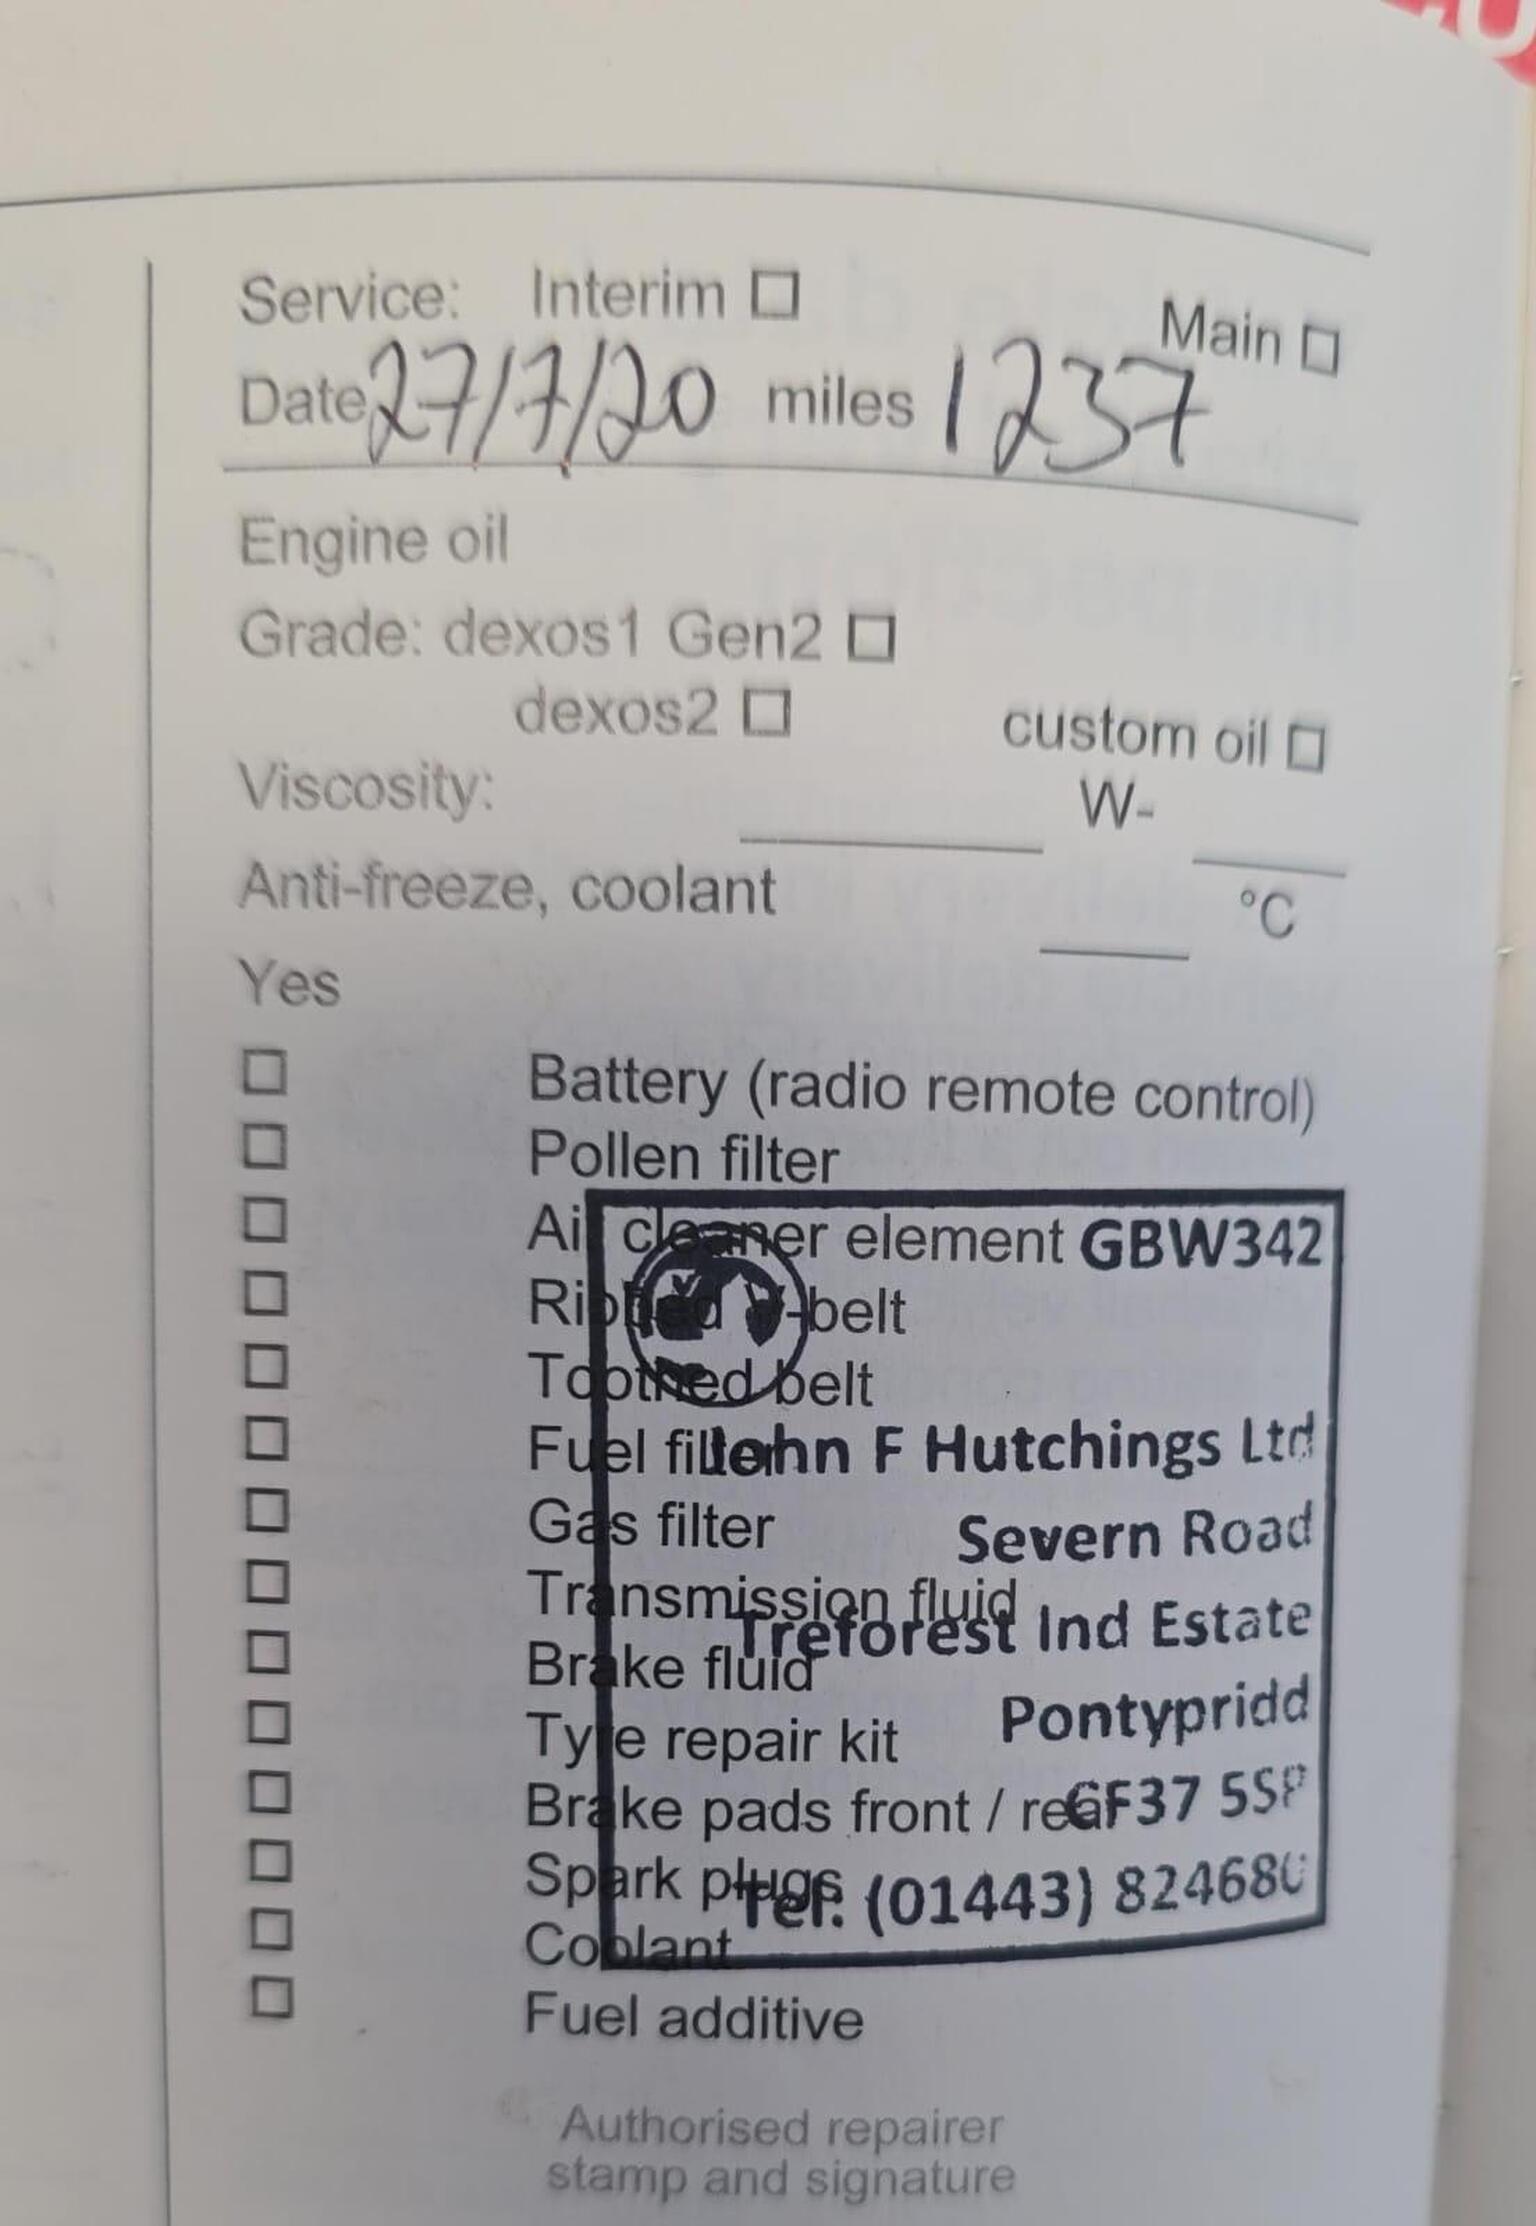 Service: Interim ☐ Main ☐
Date 27/7/20 miles 1237
Engine oil
Grade: dexos1 Gen2 ☐
dexos2 ☐ custom oil ☐
Viscosity: W-
Anti-freeze, coolant °C
Yes
☐ Battery (radio remote control)
☐ Pollen filter
☐ Air cleaner element GBW342
☐ Ribbed V-belt
☐ Toothed belt
☐ Fuel filter John F Hutchings Ltd
☐ Gas filter Severn Road
☐ Transmission fluid
Treforest Ind Estate
☐ Brake fluid
☐ Tyre repair kit Pontypridd
☐ Brake pads front / rear CF37 5SP
☐ Spark plugs Tel: (01443) 824680
☐ Coolant
☐ Fuel additive
Authorised repairer
stamp and signature